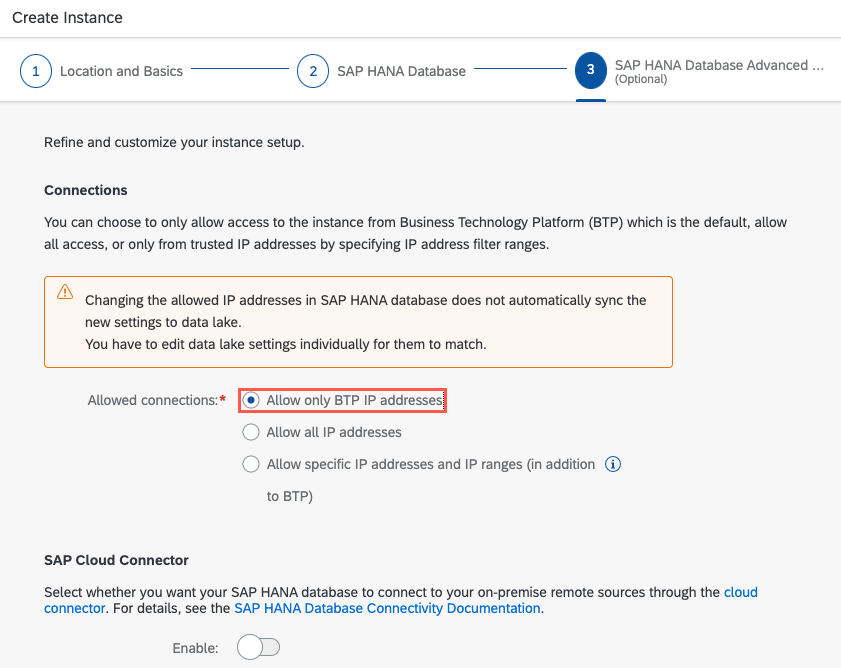 Create Instance
1 Location and Basics 2 SAP HANA Database 3 SAP HANA Database Advanced ...
(Optional)
Refine and customize your instance setup.
Connections
You can choose to only allow access to the instance from Business Technology Platform (BTP) which is the default, allow
all access, or only from trusted IP addresses by specifying IP address filter ranges.
Changing the allowed IP addresses in SAP HANA database does not automatically sync the
new settings to data lake.
You have to edit data lake settings individually for them to match.
Allowed connections:* Allow only BTP IP addresses
Allow all IP addresses
Allow specific IP addresses and IP ranges (in addition
to BTP)
SAP Cloud Connector
Select whether you want your SAP HANA database to connect to your on-premise remote sources through the cloud
connector. For details, see the SAP HANA Database Connectivity Documentation.
Enable: